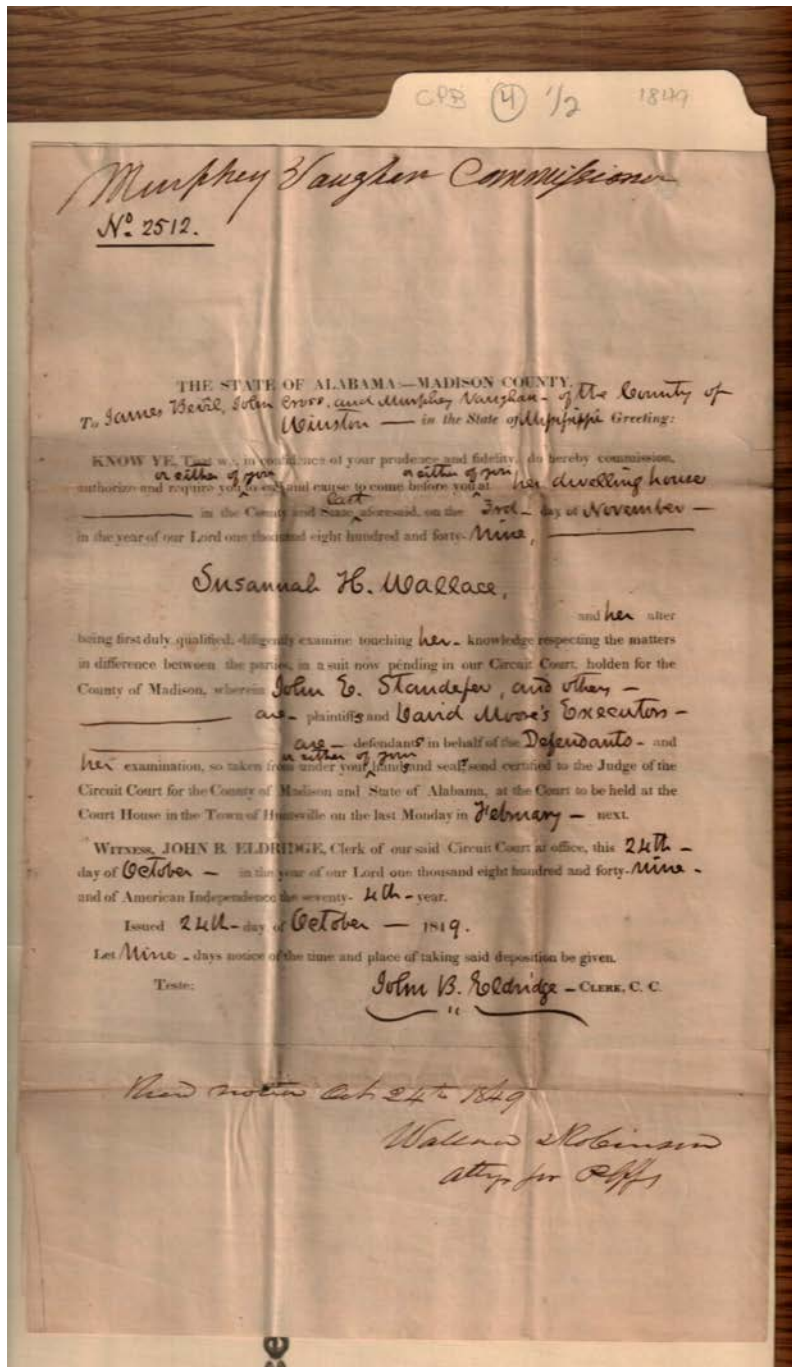 CPB 4 1/2 1849
Murphey Vaughan Commissioner
No. 2512.
THE STATE OF ALABAMA:—MADISON COUNTY.
To James Bevil, John Cross, and Murphey Vaughan - of the County of
Winston — in the State of Mississippi Greeting:
KNOW YE, That we, in confidence of your prudence and fidelity, do hereby commission,
or either of you or either of you
authorize and require you to call and cause to come before you at her dwelling house
last
in the County and State aforesaid, on the 3rd - day of November —
in the year of our Lord one thousand eight hundred and forty- Nine,
Susannah H. Wallace,
and her after
being first duly qualified, diligently examine touching her - knowledge respecting the matters
in difference between the parties, in a suit now pending in our Circuit Court, holden for the
County of Madison, wherein John E. Standefer, and others —
are - plaintiffs and David Moore's Executors -
are - defendants in behalf of the Defendants - and
or either of you
her examination, so taken from under your hands and seals send certified to the Judge of the
Circuit Court for the County of Madison and State of Alabama, at the Court to be held at the
Court House in the Town of Huntsville on the last Monday in February — next.
WITNESS, JOHN B. ELDRIDGE, Clerk of our said Circuit Court at office, this 24th -
day of October — in the year of our Lord one thousand eight hundred and forty- nine -
and of American Independence the seventy- 4th - year.
Issued 24th - day of October — 1849.
Let Nine - days notice of the time and place of taking said deposition be given.
Teste: John B. Eldridge - CLERK, C. C.
notice Oct 24th 1849
Wallace & Robinson
attys for Plffs